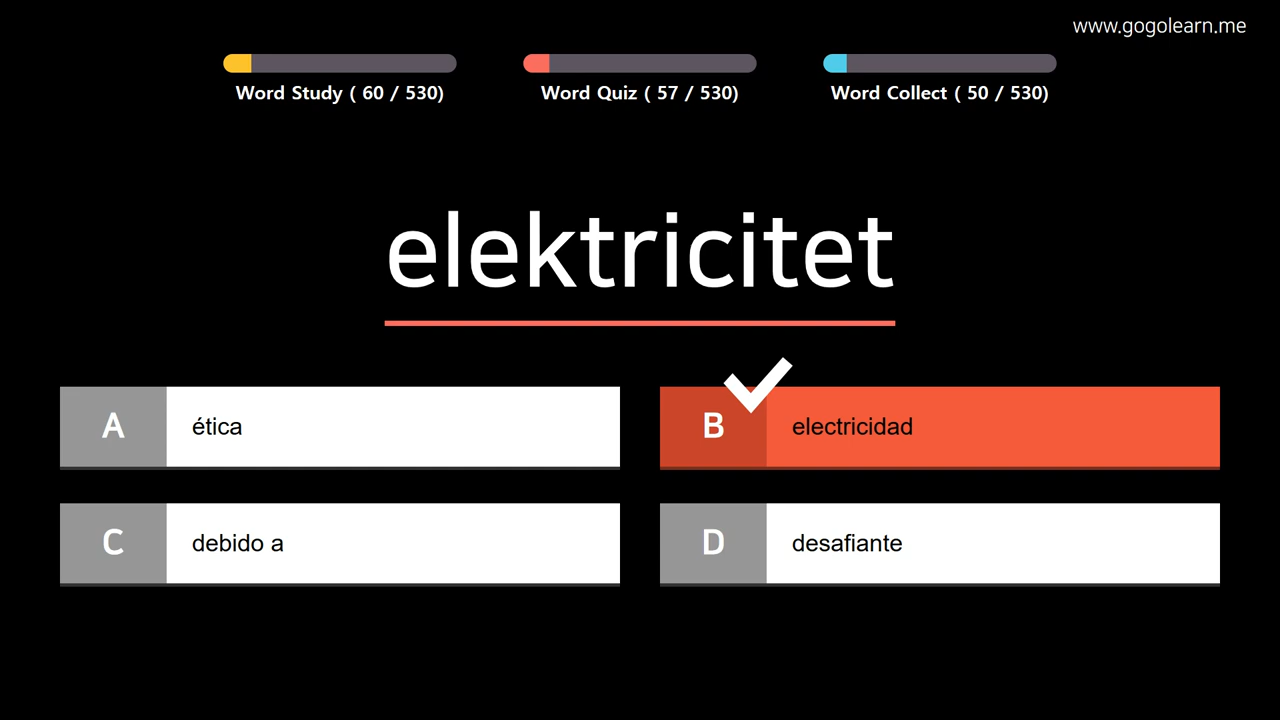 www.gogolearn.me
Word Study ( 60 / 530)
Word Quiz ( 57 / 530)
Word Collect ( 50 / 530)
elektricitet
A
ética
B
electricidad
C
debido a
D
desafiante